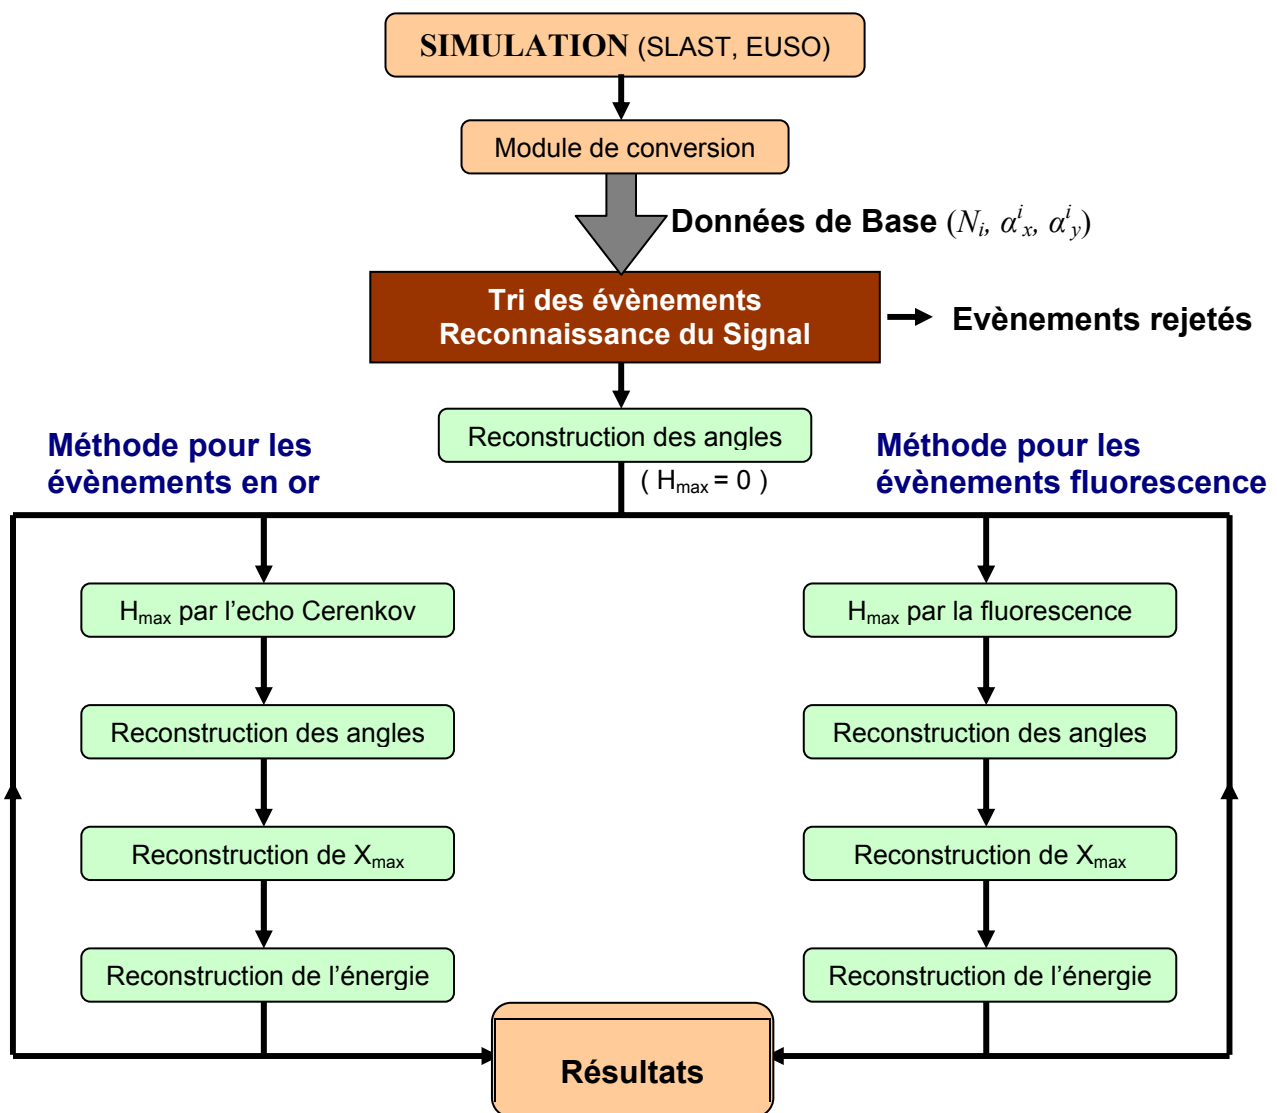 SIMULATION (SLAST, EUSO)
Module de conversion
Données de Base (Nᵢ, αⁱₓ, αⁱᵧ)
Tri des évènements
Reconnaissance du Signal
Evènements rejetés
Reconstruction des angles
( Hmax = 0 )
Méthode pour les
évènements en or
Méthode pour les
évènements fluorescence
Hmax par l'echo Cerenkov
Reconstruction des angles
Reconstruction de Xmax
Reconstruction de l'énergie
Hmax par la fluorescence
Reconstruction des angles
Reconstruction de Xmax
Reconstruction de l'énergie
Résultats